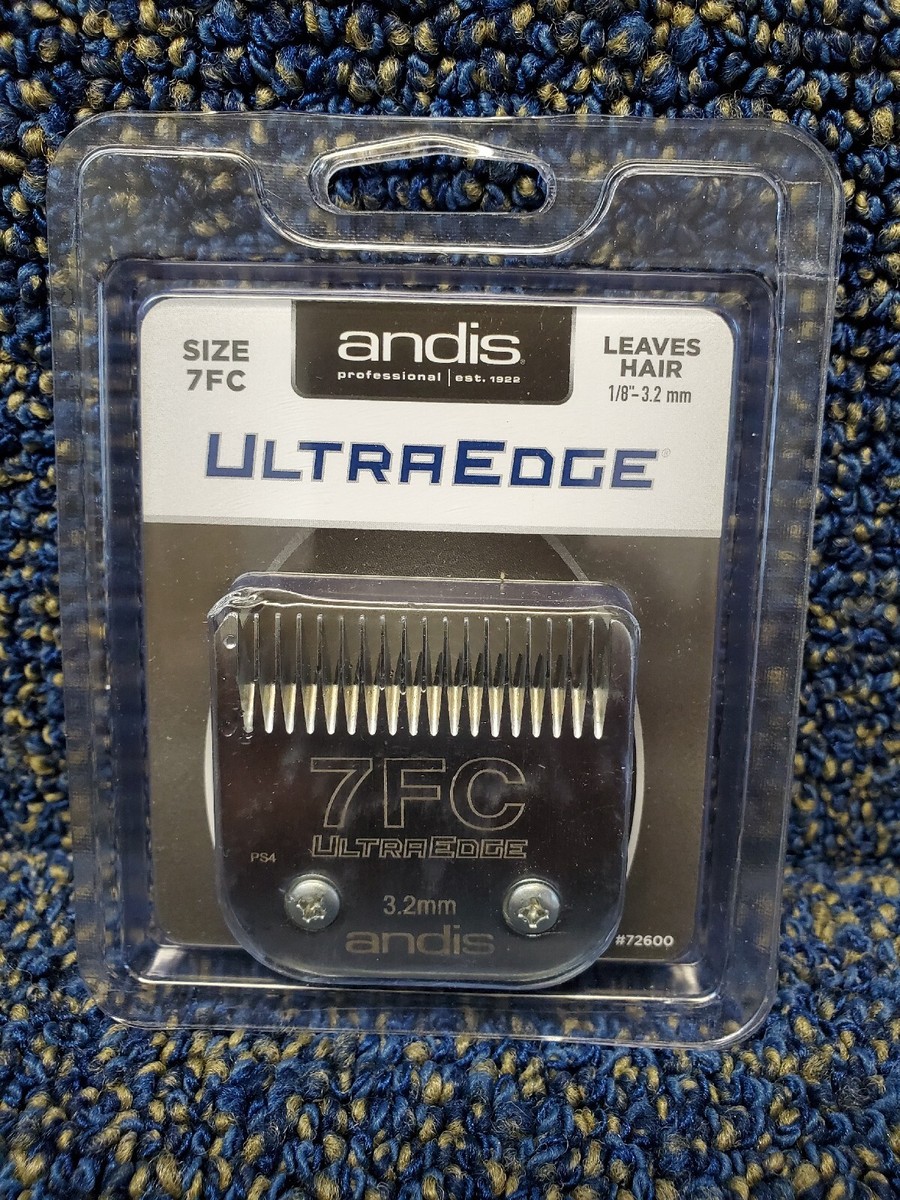 SIZE
7FC
andis
professional | est. 1922
LEAVES
HAIR
1/8"- 3.2 mm
ULTRAEDGE®
7FC
ULTRAEDGE
PS4
3.2mm
andis
#72600